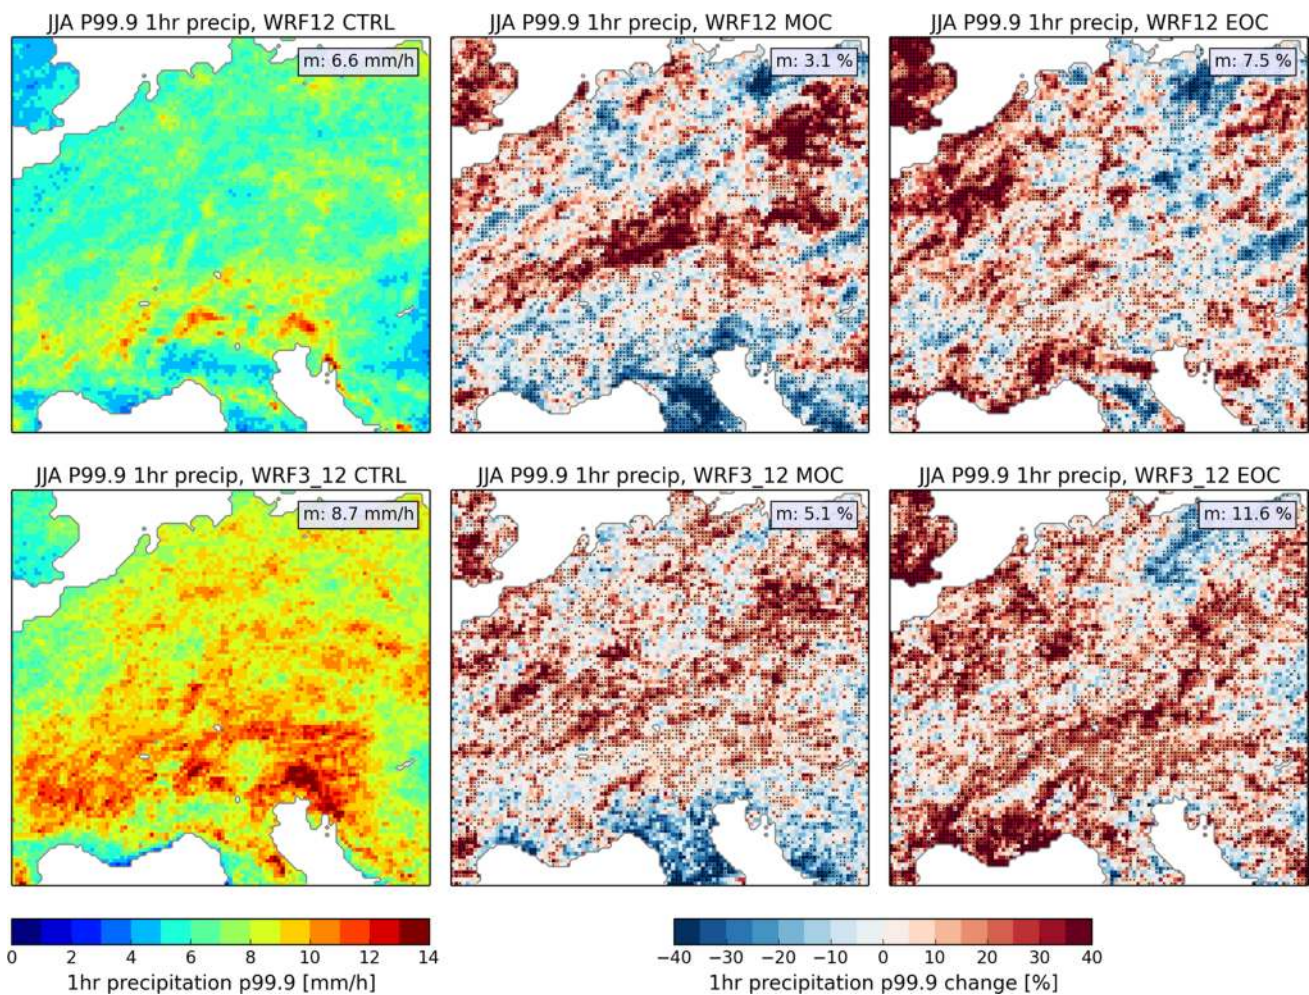 JJA P99.9 1hr precip, WRF12 CTRL
JJA P99.9 1hr precip, WRF12 MOC
JJA P99.9 1hr precip, WRF12 EOC
m: 6.6 mm/h
m: 3.1 %
m: 7.5 %
JJA P99.9 1hr precip, WRF3_12 CTRL
JJA P99.9 1hr precip, WRF3_12 MOC
JJA P99.9 1hr precip, WRF3_12 EOC
m: 8.7 mm/h
m: 5.1 %
m: 11.6 %
0 2 4 6 8 10 12 14
1hr precipitation p99.9 [mm/h]
−40 −30 −20 −10 0 10 20 30 40
1hr precipitation p99.9 change [%]